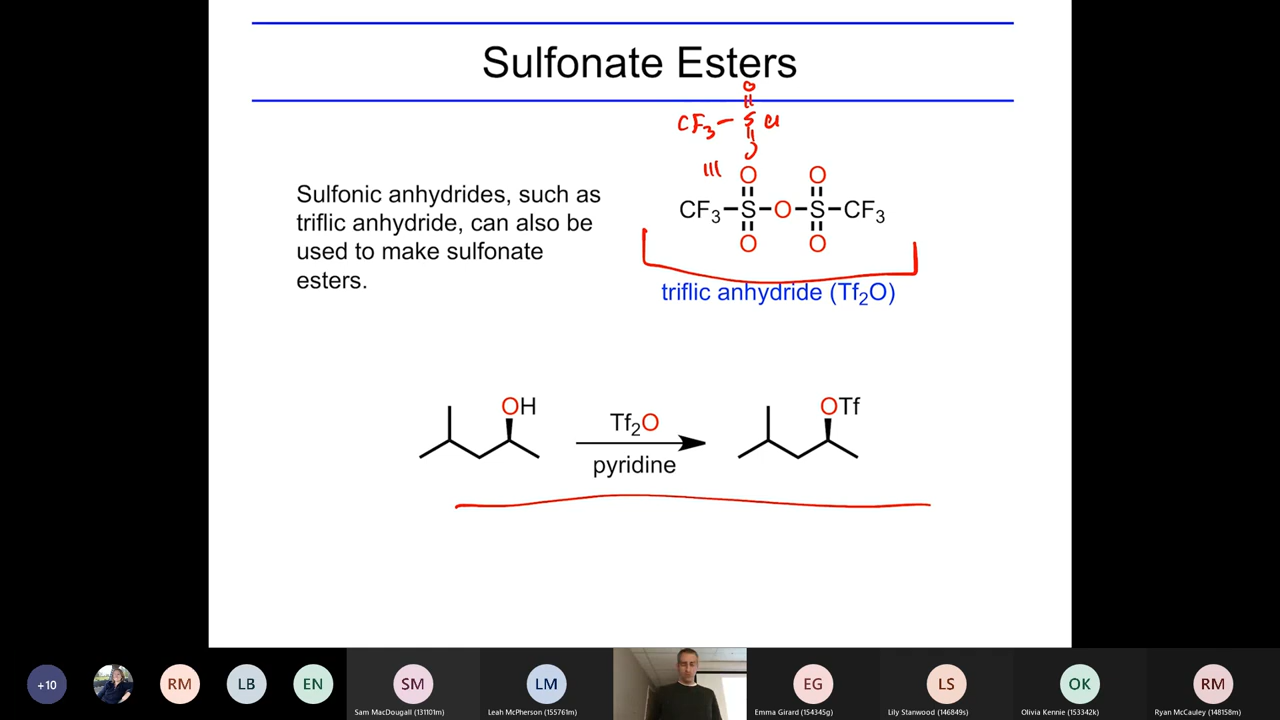 Sulfonate Esters
O
CF₃ S Cl
O
Sulfonic anhydrides, such as
triflic anhydride, can also be
used to make sulfonate
esters.
O O
CF₃ S O S CF₃
O O
triflic anhydride (Tf₂O)
OH
Tf₂O
pyridine
OTf
+10
RM
LB
EN
SM
LM
EG
LS
OK
RM
Sam MacDougall (131101m)
Leah McPherson (155761m)
Emma Girard (154345g)
Lily Stanwood (146849s)
Olivia Kennie (153342k)
Ryan McCauley (148158m)